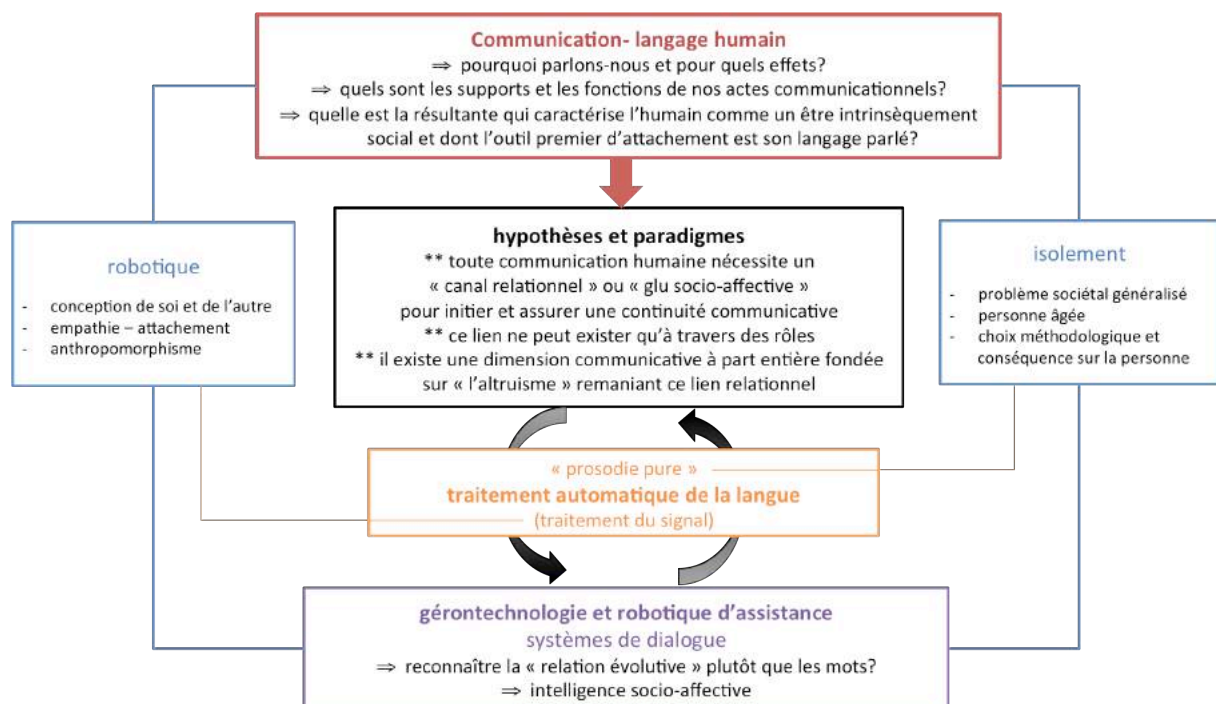 Communication- langage humain
⇒ pourquoi parlons-nous et pour quels effets?
⇒ quels sont les supports et les fonctions de nos actes communicationnels?
⇒ quelle est la résultante qui caractérise l'humain comme un être intrinsèquement
social et dont l'outil premier d'attachement est son langage parlé?
robotique
- conception de soi et de l'autre
- empathie – attachement
- anthropomorphisme
hypothèses et paradigmes
** toute communication humaine nécessite un
« canal relationnel » ou « glu socio-affective »
pour initier et assurer une continuité communicative
** ce lien ne peut exister qu'à travers des rôles
** il existe une dimension communicative à part entière fondée
sur « l'altruisme » remaniant ce lien relationnel
isolement
- problème sociétal généralisé
- personne âgée
- choix méthodologique et
conséquence sur la personne
« prosodie pure »
traitement automatique de la langue
(traitement du signal)
gérontechnologie et robotique d'assistance
systèmes de dialogue
⇒ reconnaître la « relation évolutive » plutôt que les mots?
⇒ intelligence socio-affective